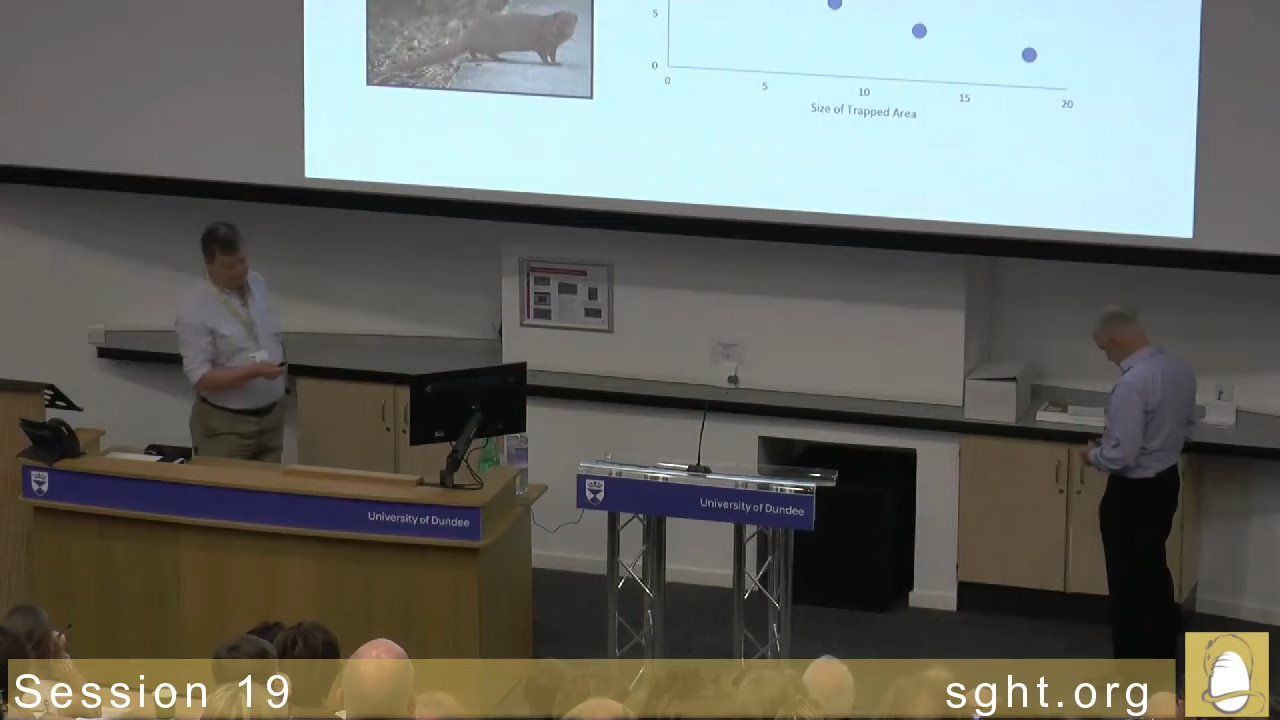 5
0
0
5
10
15
20
Size of Trapped Area
University of Dundee
University of Dundee
Session 19
sght.org